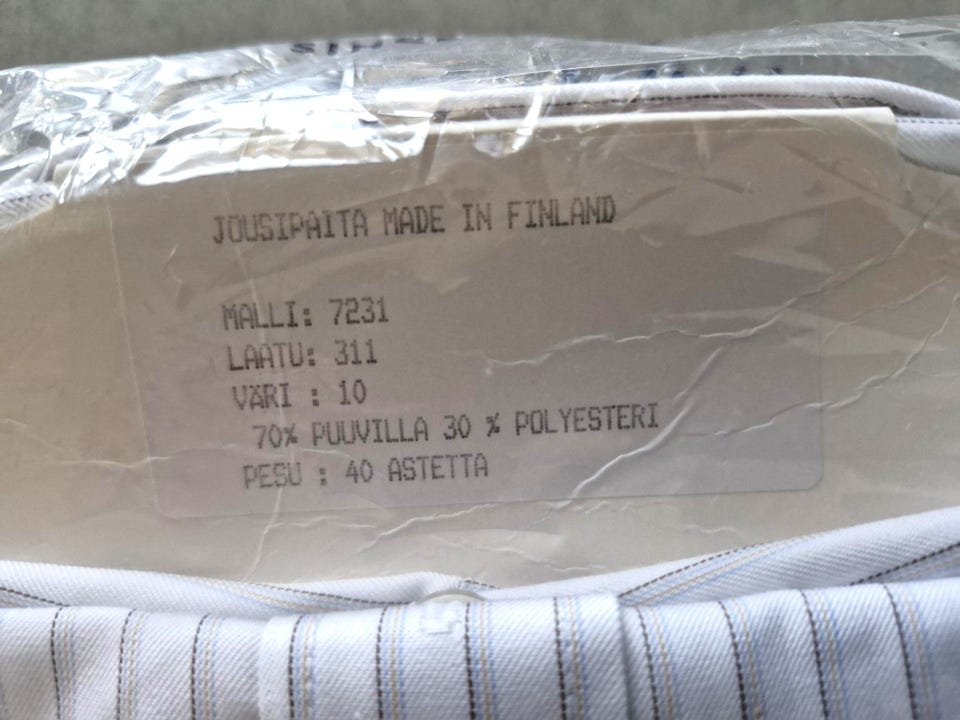 JOUSIPAITA MADE IN FINLAND
MALLI: 7231
LAATU: 311
VÄRI : 10
70% PUUVILLA 30 % POLYESTERI
PESU : 40 ASTETTA